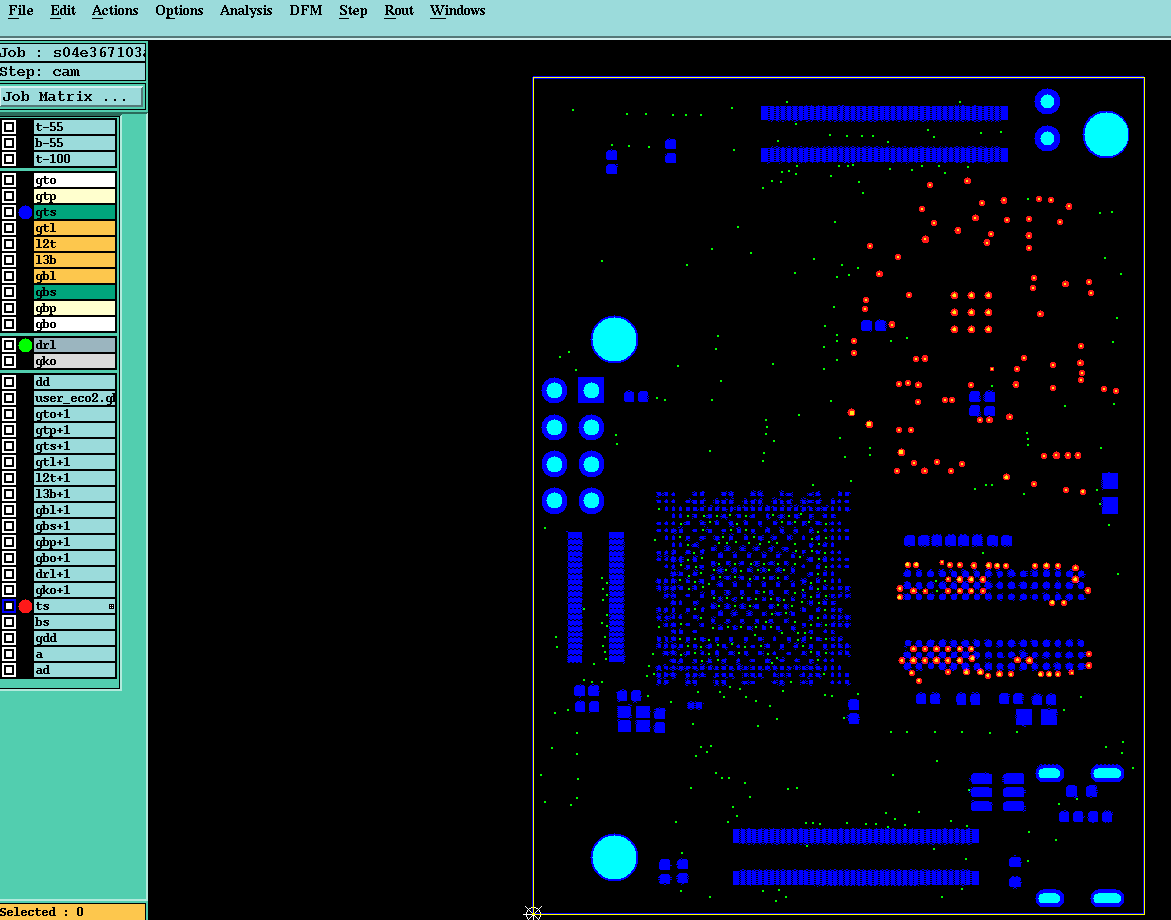 File Edit Actions Options Analysis DFM Step Rout Windows
Job : s04e367103
Step: cam
Job Matrix ...
t-55
b-55
t-100
gto
gtp
gts
gtl
l2t
l3b
gbl
gbs
gbp
gbo
drl
gko
dd
user_eco2.g
gto+1
gtp+1
gts+1
gtl+1
l2t+1
l3b+1
gbl+1
gbs+1
gbp+1
gbo+1
drl+1
gko+1
ts
bs
gdd
a
ad
Selected : 0